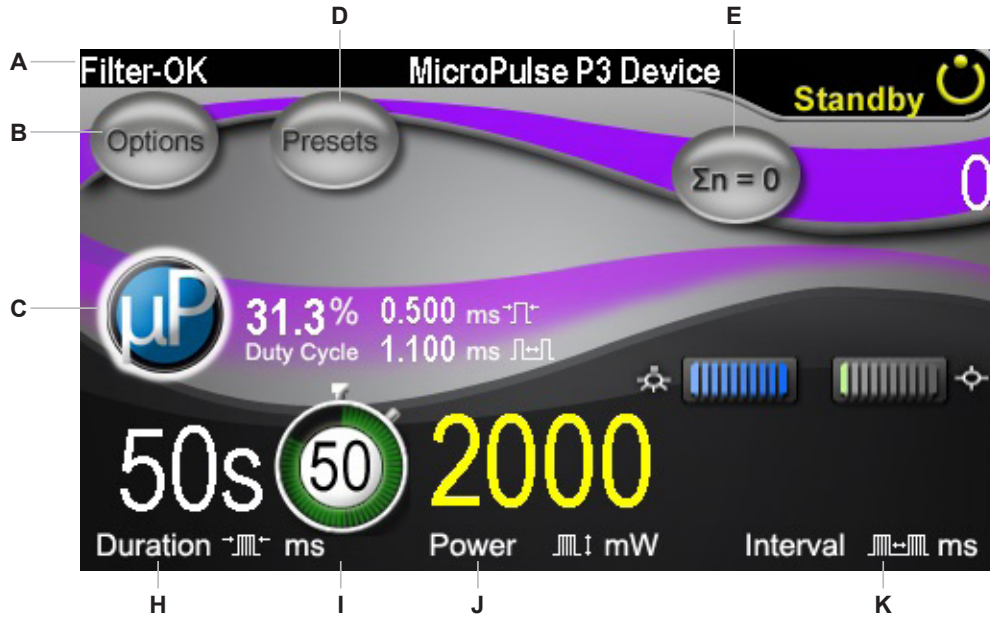 D E
A Filter-OK MicroPulse P3 Device Standby
B Options Presets Σn = 0
0
C µP 31.3% 0.500 ms
Duty Cycle 1.100 ms
50s 50 2000
Duration ms Power mW Interval ms
H I J K